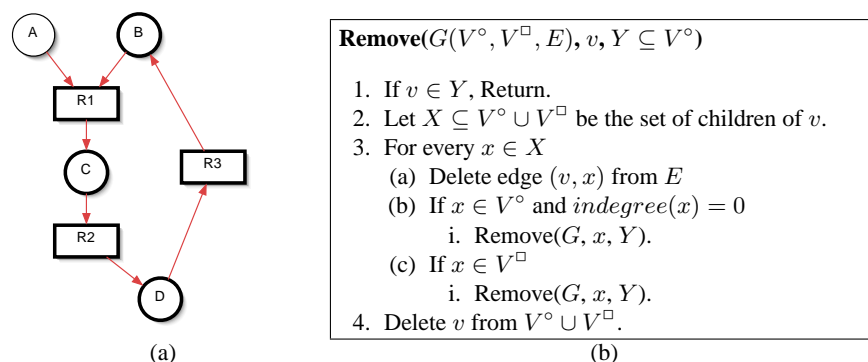 A
B
R1
C
R3
R2
D
(a)
Remove(G(V°, V□, E), v, Y ⊆ V°)
1. If v ∈ Y, Return.
2. Let X ⊆ V° ∪ V□ be the set of children of v.
3. For every x ∈ X
(a) Delete edge (v, x) from E
(b) If x ∈ V° and indegree(x) = 0
i. Remove(G, x, Y).
(c) If x ∈ V□
i. Remove(G, x, Y).
4. Delete v from V° ∪ V□.
(b)